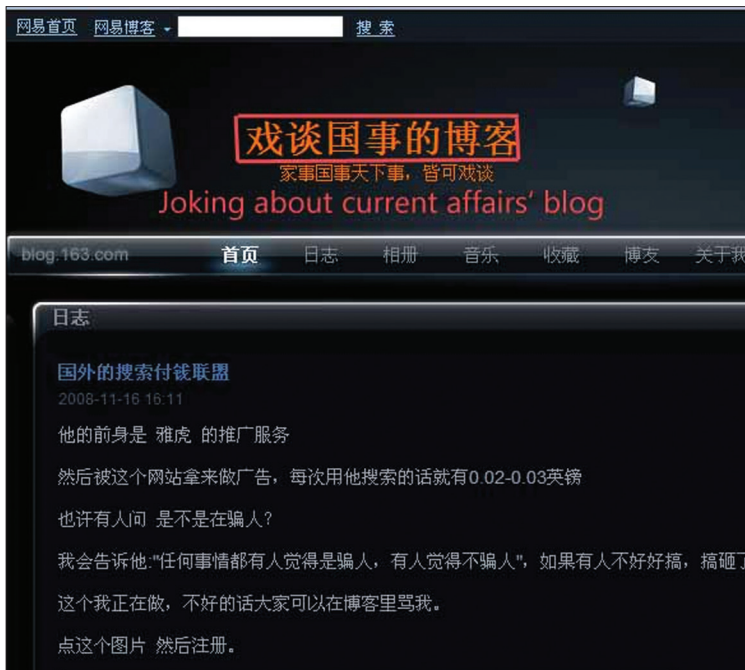 网易首页 网易博客 搜 索
戏谈国事的博客
家事国事天下事，皆可戏谈
Joking about current affairs' blog
blog.163.com 首页 日志 相册 音乐 收藏 博友 关于我
日志
国外的搜索付钱联盟
2008-11-16 16:11
他的前身是 雅虎 的推广服务
然后被这个网站拿来做广告，每次用他搜索的话就有0.02-0.03英镑
也许有人问 是不是在骗人？
我会告诉他:"任何事情都有人觉得是骗人，有人觉得不骗人"，如果有人不好好搞，搞砸了
这个我正在做，不好的话大家可以在博客里骂我。
点这个图片 然后注册。